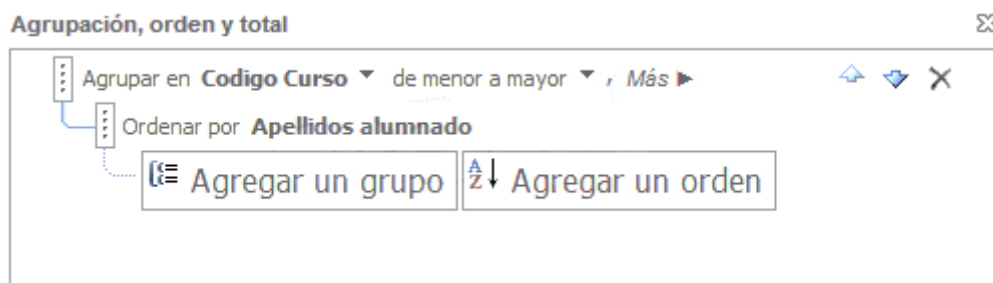 Agrupación, orden y total
Agrupar en Codigo Curso de menor a mayor , Más
Ordenar por Apellidos alumnado
Agregar un grupo A Z Agregar un orden